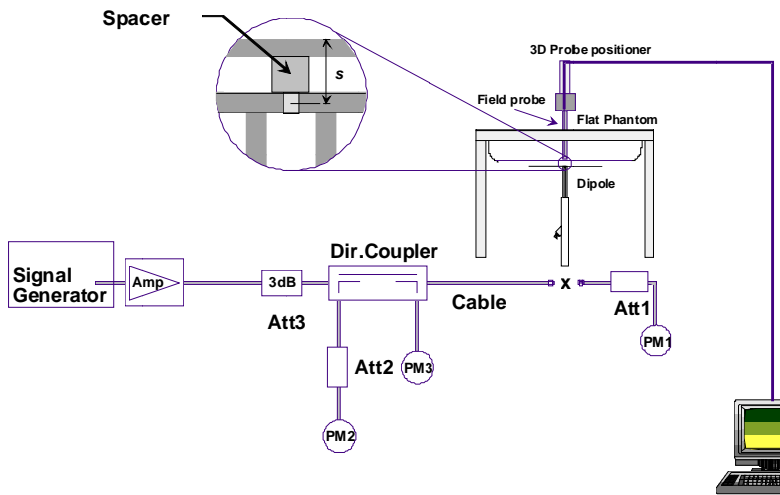 Spacer
s
3D Probe positioner
Field probe
Flat Phantom
Dipole
Signal
Generator
Amp
3dB
Att3
Dir.Coupler
Cable
x
Att1
PM1
Att2
PM3
PM2